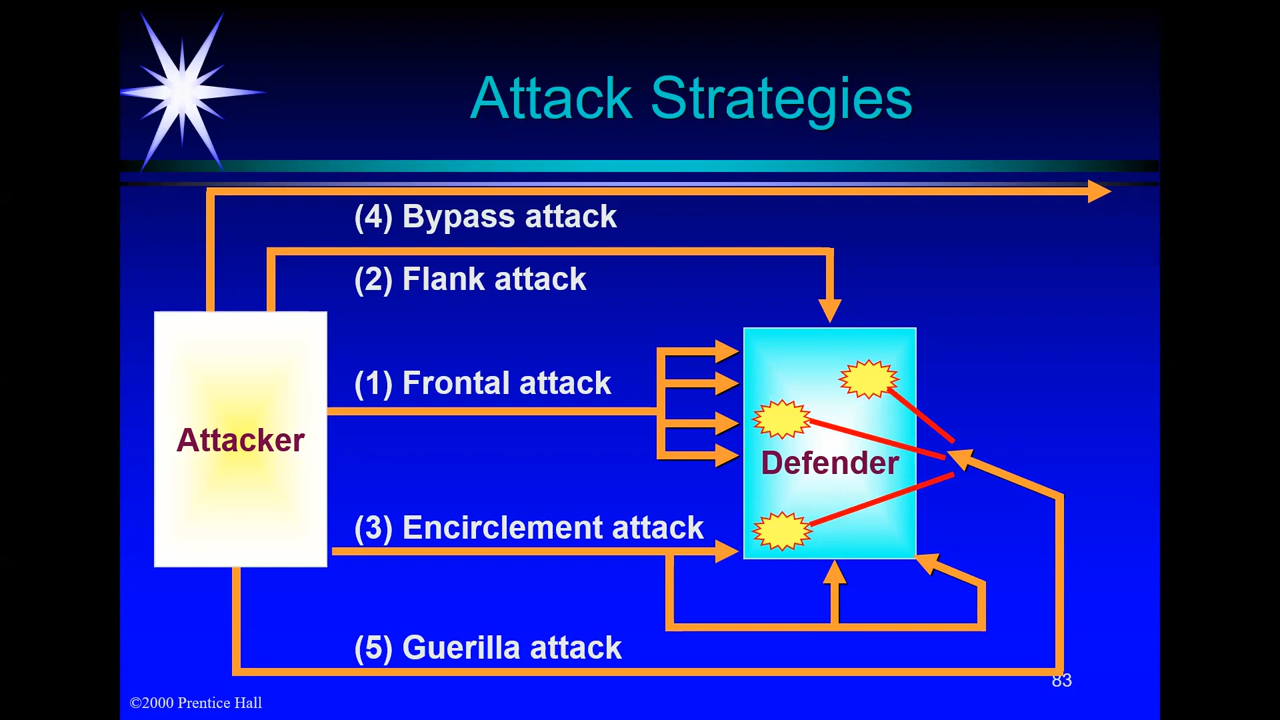 Attack Strategies
(4) Bypass attack
(2) Flank attack
(1) Frontal attack
Attacker
Defender
(3) Encirclement attack
(5) Guerilla attack
83
©2000 Prentice Hall